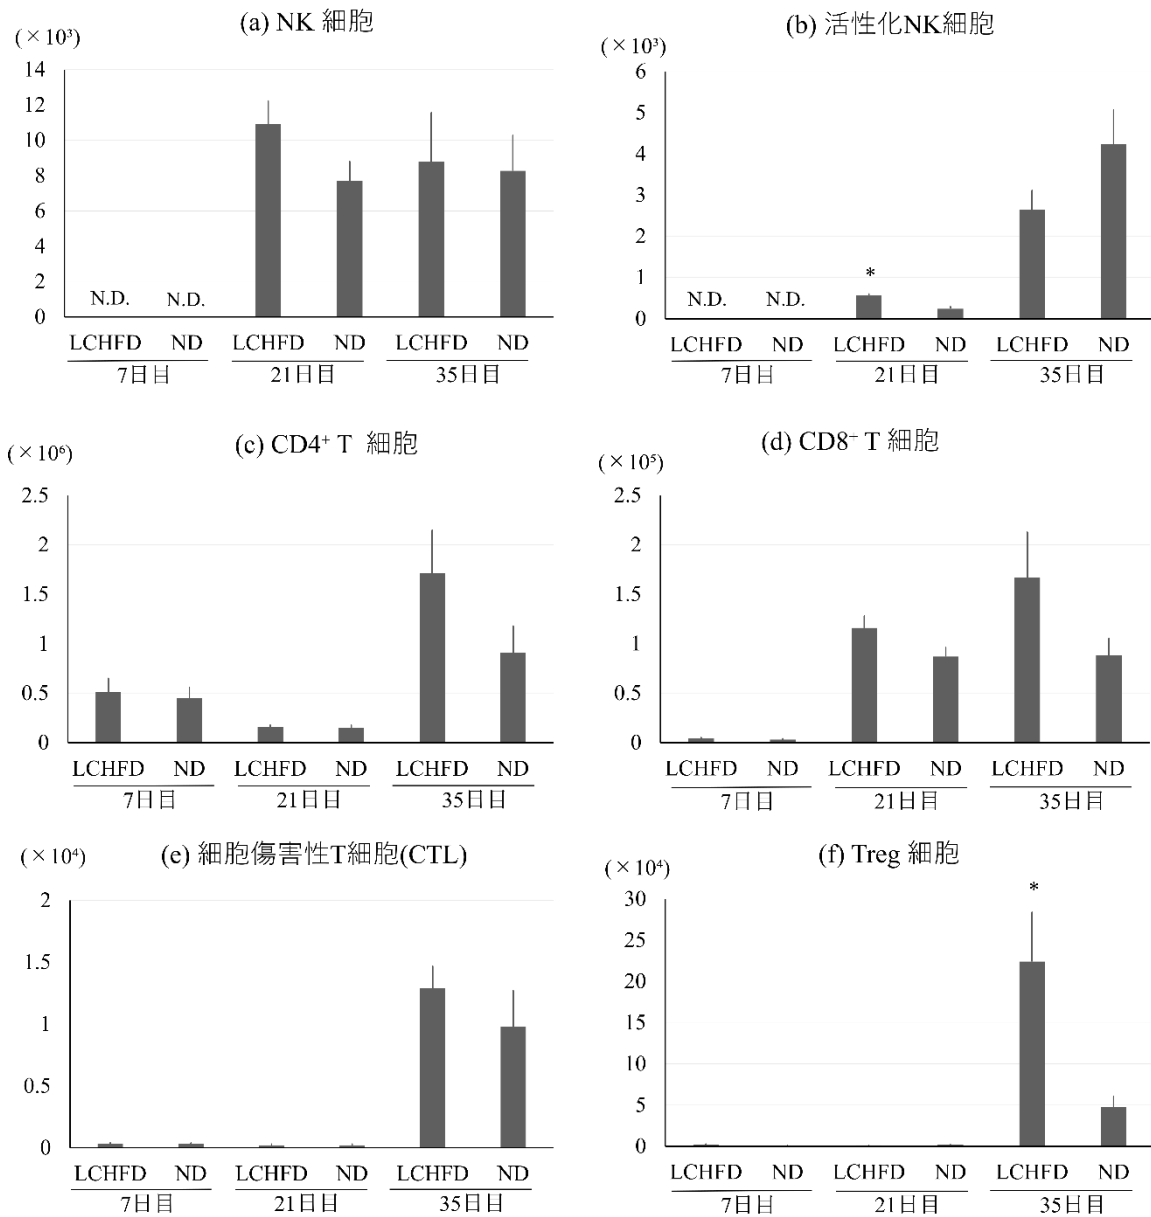 (a) NK 細胞
(×10³)
14
12
10
8
6
4
2
0
N.D.
N.D.
LCHFD ND LCHFD ND LCHFD ND
7日目 21日目 35日目
(b) 活性化NK細胞
(×10³)
6
5
4
3
2
1
0
N.D.
N.D.
*
LCHFD ND LCHFD ND LCHFD ND
7日目 21日目 35日目
(c) CD4⁺ T 細胞
(×10⁶)
2.5
2
1.5
1
0.5
0
LCHFD ND LCHFD ND LCHFD ND
7日目 21日目 35日目
(d) CD8⁺ T 細胞
(×10⁵)
2.5
2
1.5
1
0.5
0
LCHFD ND LCHFD ND LCHFD ND
7日目 21日目 35日目
(e) 細胞傷害性T細胞(CTL)
(×10⁴)
2
1.5
1
0.5
0
LCHFD ND LCHFD ND LCHFD ND
7日目 21日目 35日目
(f) Treg 細胞
(×10⁴)
30
25
20
15
10
5
0
*
LCHFD ND LCHFD ND LCHFD ND
7日目 21日目 35日目